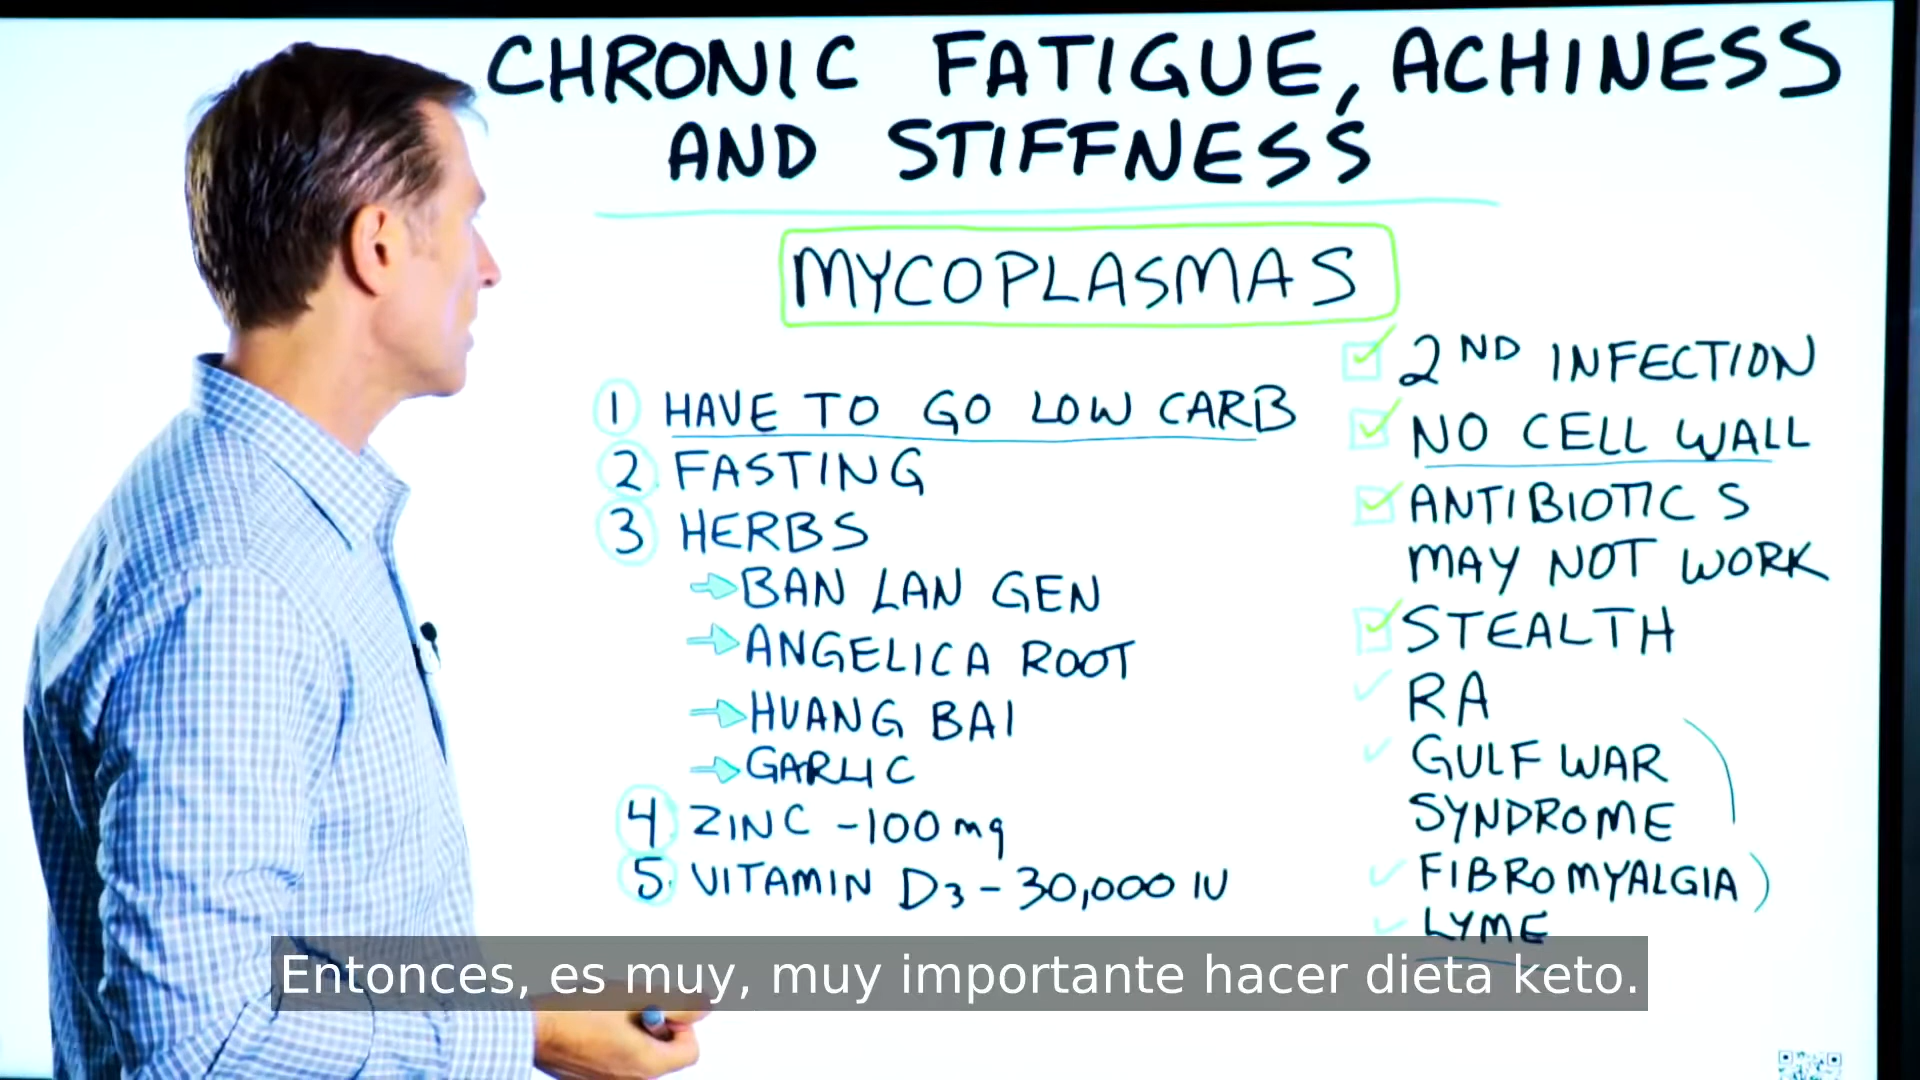 CHRONIC FATIGUE, ACHINESS
AND STIFFNESS
MYCOPLASMAS
1 HAVE TO GO LOW CARB
2 FASTING
3 HERBS
BAN LAN GEN
ANGELICA ROOT
HUANG BAI
GARLIC
4 ZINC - 100 mg
5. VITAMIN D3 - 30,000 IU
2ND INFECTION
NO CELL WALL
ANTIBIOTICS
MAY NOT WORK
STEALTH
RA
GULF WAR
SYNDROME
FIBROMYALGIA
LYME
Entonces, es muy, muy importante hacer dieta keto.